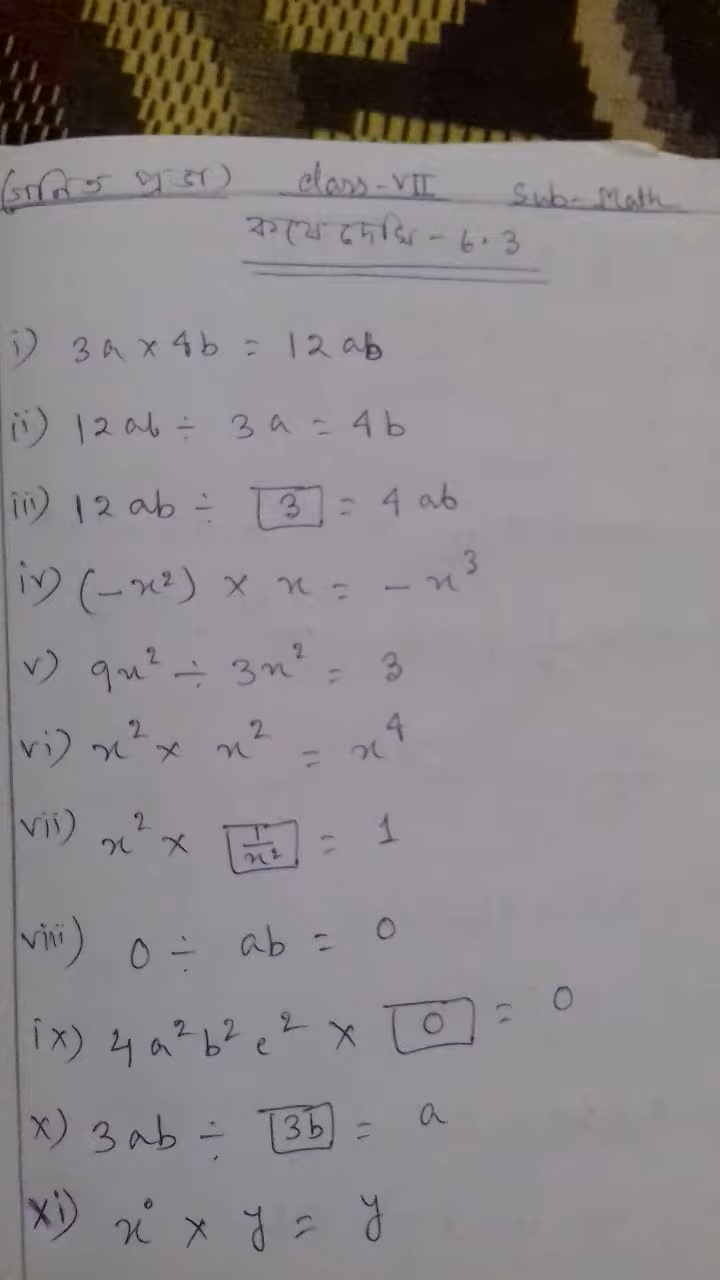 (গনিত প্রভা) class-VII Sub-Math
কষে দেখি - 6.3
i) 3a × 4b = 12ab
ii) 12ab ÷ 3a = 4b
iii) 12ab ÷ 3 = 4ab
iv) (-x²) × x = -x³
v) 9x² ÷ 3x² = 3
vi) x² × x² = x⁴
vii) x² × 1/x² = 1
viii) 0 ÷ ab = 0
ix) 4a²b²c² × 0 = 0
x) 3ab ÷ 3b = a
xi) x⁰ × y = y